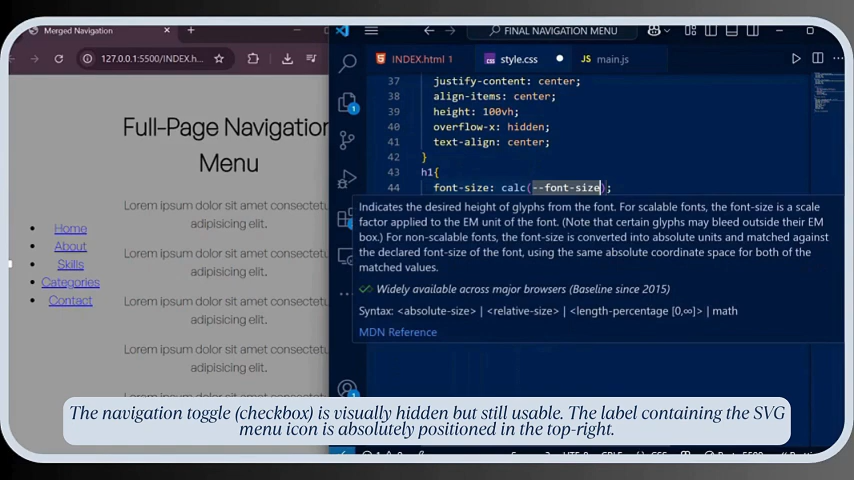 Merged Navigation
FINAL NAVIGATION MENU
127.0.0.1:5500/INDEX.h...
INDEX.html 1
style.css
JS main.js
Full-Page Navigation
Menu
Lorem ipsum dolor sit amet consectetu
adipisicing elit.
Lorem ipsum dolor sit amet consectetu
adipisicing elit.
Lorem ipsum dolor sit amet consectetu
adipisicing elit.
Lorem ipsum dolor sit amet consectetu
adipisicing elit.
Home
About
Skills
Categories
Contact
37 justify-content: center;
38 align-items: center;
39 height: 100vh;
40 overflow-x: hidden;
41 text-align: center;
42 }
43 h1{
44 font-size: calc(--font-size);
Indicates the desired height of glyphs from the font. For scalable fonts, the font-size is a scale
factor applied to the EM unit of the font. (Note that certain glyphs may bleed outside their EM
box.) For non-scalable fonts, the font-size is converted into absolute units and matched against
the declared font-size of the font, using the same absolute coordinate space for both of the
matched values.
Widely available across major browsers (Baseline since 2015)
Syntax: <absolute-size> | <relative-size> | <length-percentage [0,∞]> | math
MDN Reference
The navigation toggle (checkbox) is visually hidden but still usable. The label containing the SVG
menu icon is absolutely positioned in the top-right.